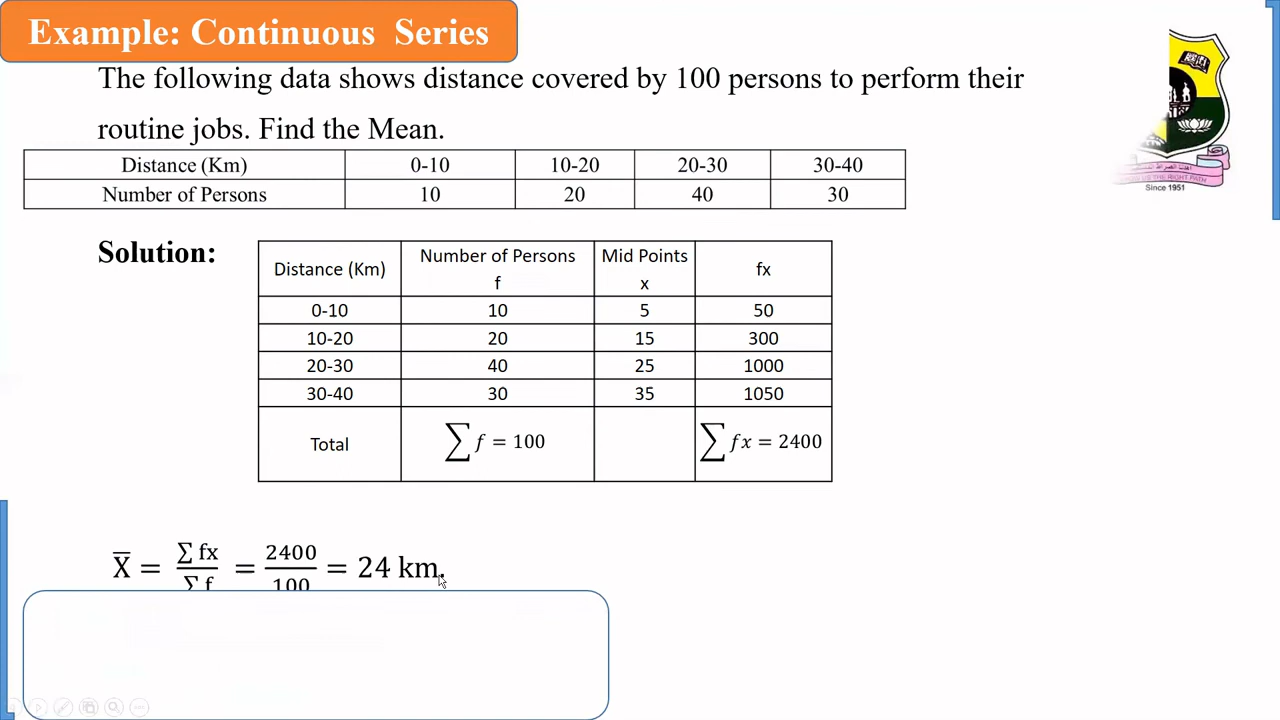 Example: Continuous Series
The following data shows distance covered by 100 persons to perform their
routine jobs. Find the Mean.
Distance (Km) 0-10 10-20 20-30 30-40
Number of Persons 10 20 40 30
Solution:
Distance (Km) Number of Persons f Mid Points x fx
0-10 10 5 50
10-20 20 15 300
20-30 40 25 1000
30-40 30 35 1050
Total ∑ f = 100 ∑ fx = 2400
X̅ = ∑ fx / ∑ f = 2400 / 100 = 24 km.
Since 1951